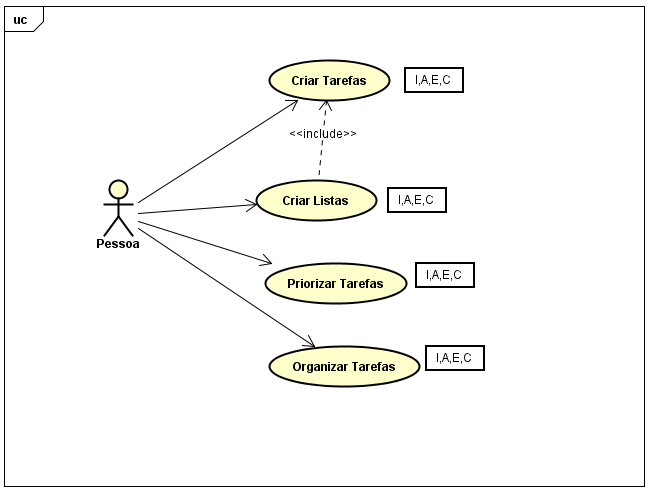 uc
Criar Tarefas
I,A,E,C
<<include>>
Criar Listas
I,A,E,C
Pessoa
Priorizar Tarefas
I,A,E,C
Organizar Tarefas
I,A,E,C